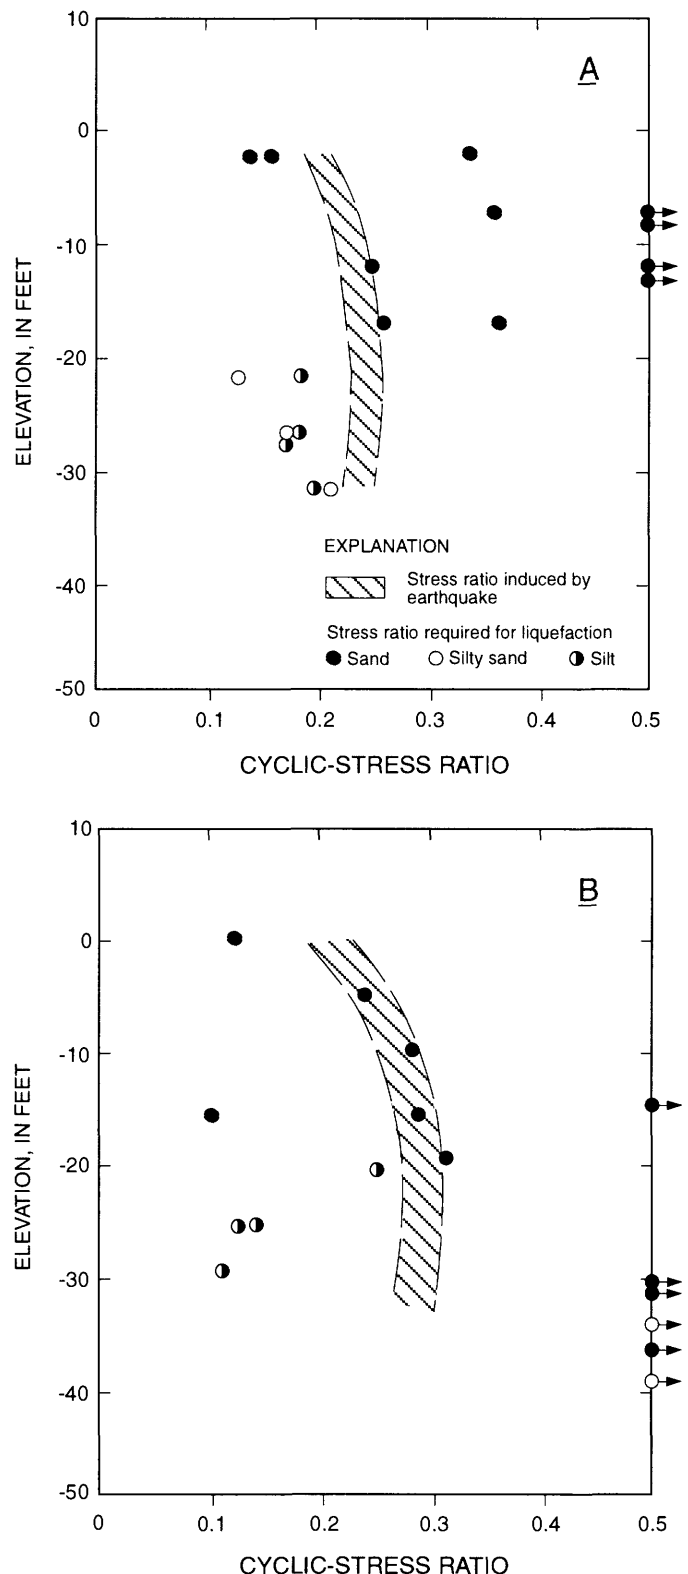 10
A
0
-10
-20
-30
-40
-50
ELEVATION, IN FEET
EXPLANATION
Stress ratio induced by
earthquake
Stress ratio required for liquefaction
Sand
Silty sand
Silt
0
0.1
0.2
0.3
0.4
0.5
CYCLIC-STRESS RATIO
10
B
0
-10
-20
-30
-40
-50
ELEVATION, IN FEET
0
0.1
0.2
0.3
0.4
0.5
CYCLIC-STRESS RATIO